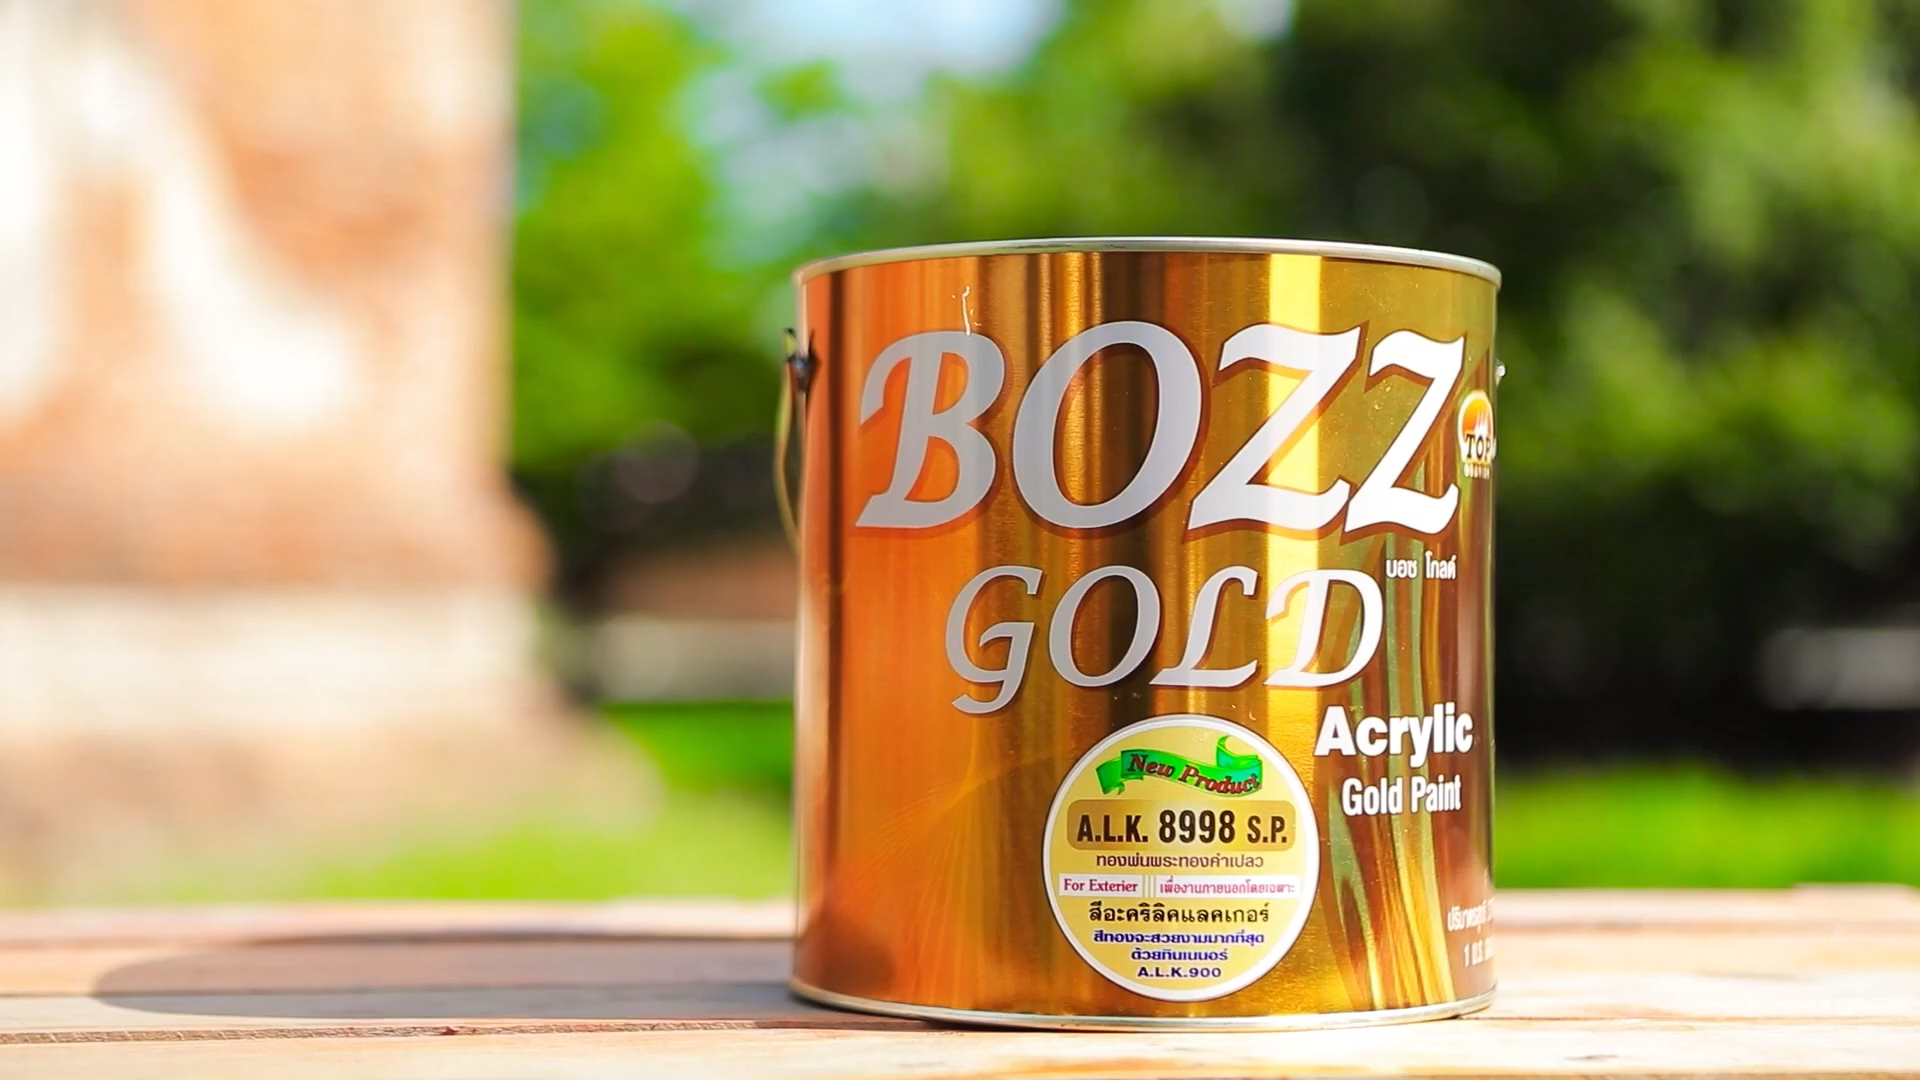 BOZZ
TOP
บอซ โกลด์
GOLD
Acrylic
Gold Paint
New Product
A.L.K. 8998 S.P.
ทองพ่นพระทองคำเปลว
For Exterier เพื่องานภายนอกโดยเฉพาะ
สีอะคริลิคแลคเกอร์
สีทองจะสวยงามมากที่สุด
ด้วยทินเนนอร์
A.L.K.900